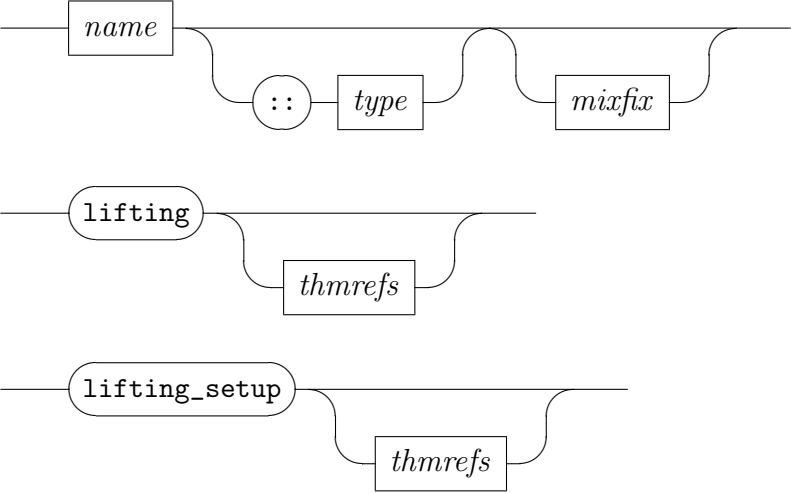 name
:: type mixfix
lifting
thmrefs
lifting_setup
thmrefs